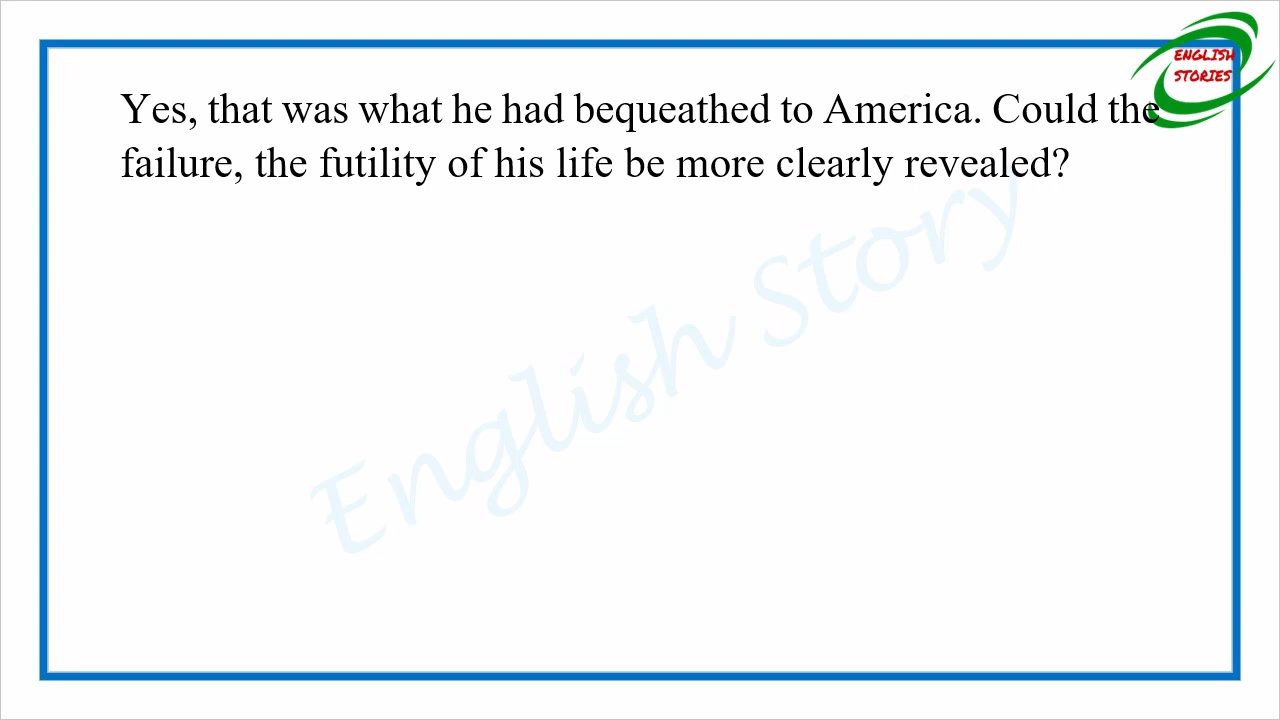 ENGLISH
STORIES
Yes, that was what he had bequeathed to America. Could the
failure, the futility of his life be more clearly revealed?
English Story